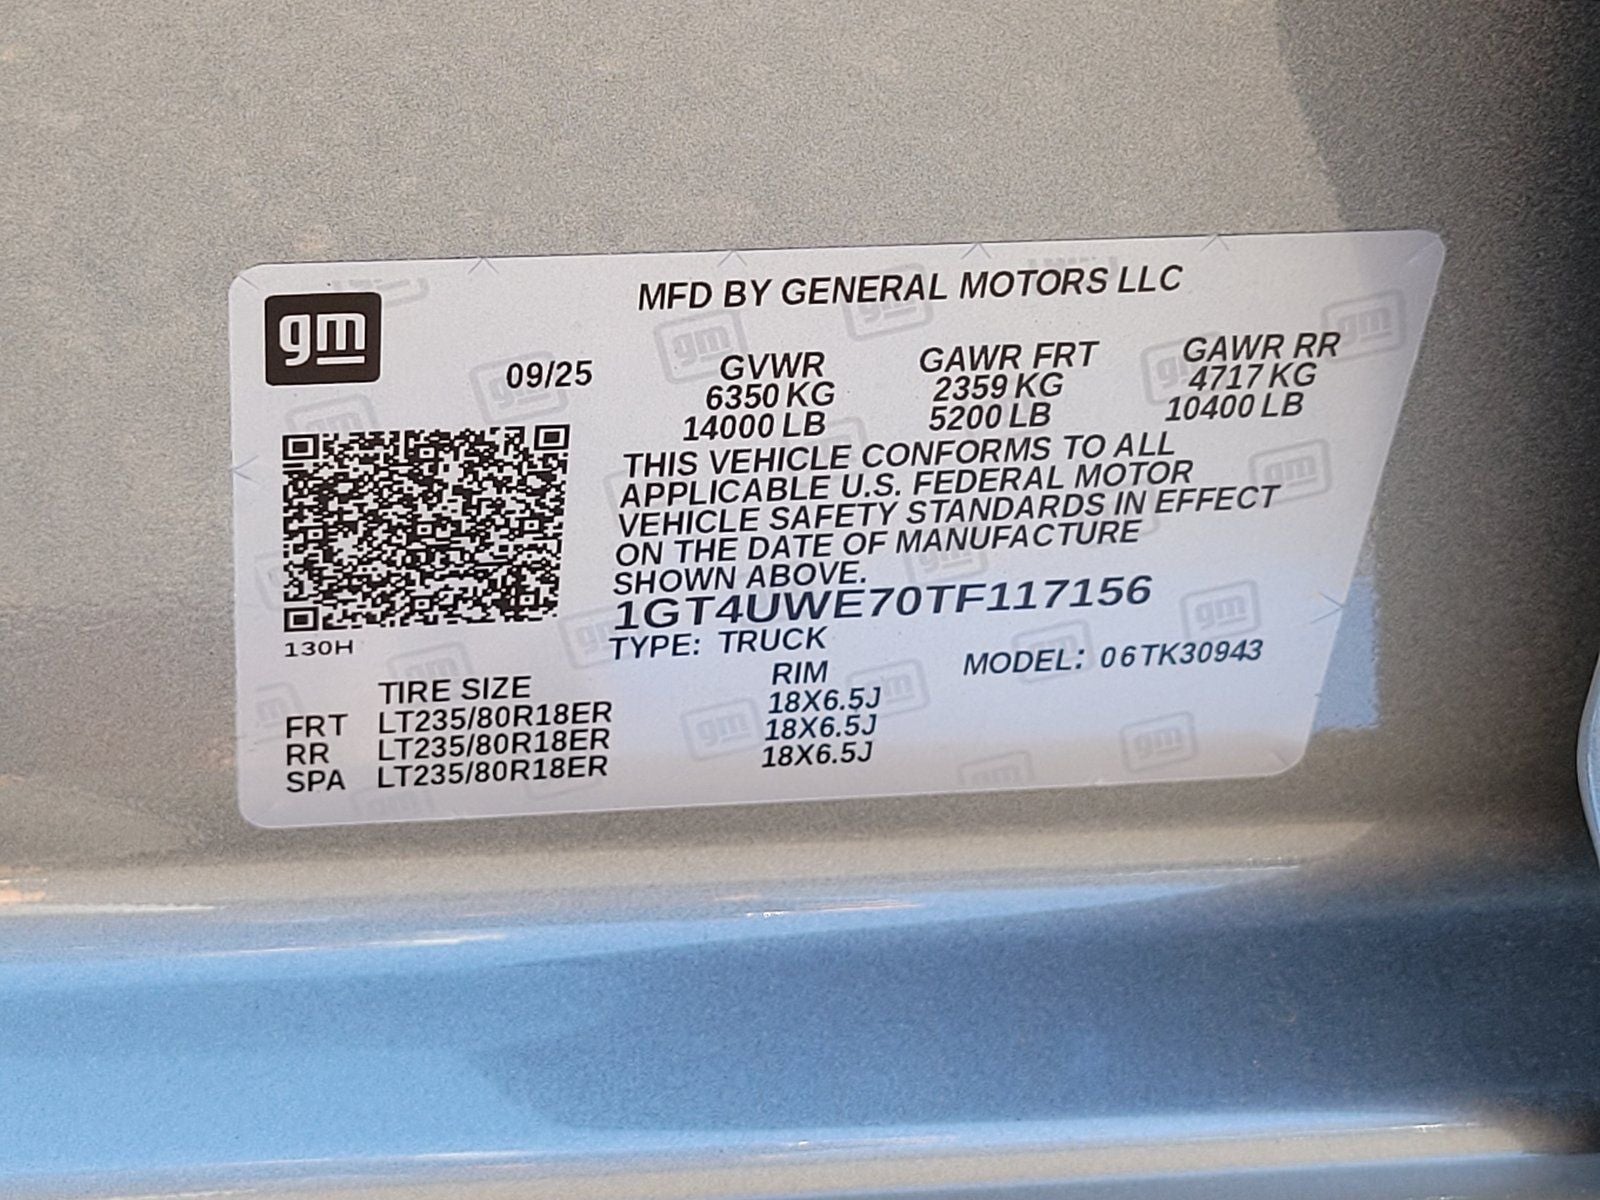 gm
MFD BY GENERAL MOTORS LLC
09/25
GVWR GAWR FRT GAWR RR
6350 KG 2359 KG 4717 KG
14000 LB 5200 LB 10400 LB
THIS VEHICLE CONFORMS TO ALL
APPLICABLE U.S. FEDERAL MOTOR
VEHICLE SAFETY STANDARDS IN EFFECT
ON THE DATE OF MANUFACTURE
SHOWN ABOVE.
1GT4UWE70TF117156
130H
TYPE: TRUCK
MODEL: 06TK30943
TIRE SIZE RIM
FRT LT235/80R18ER 18X6.5J
RR LT235/80R18ER 18X6.5J
SPA LT235/80R18ER 18X6.5J